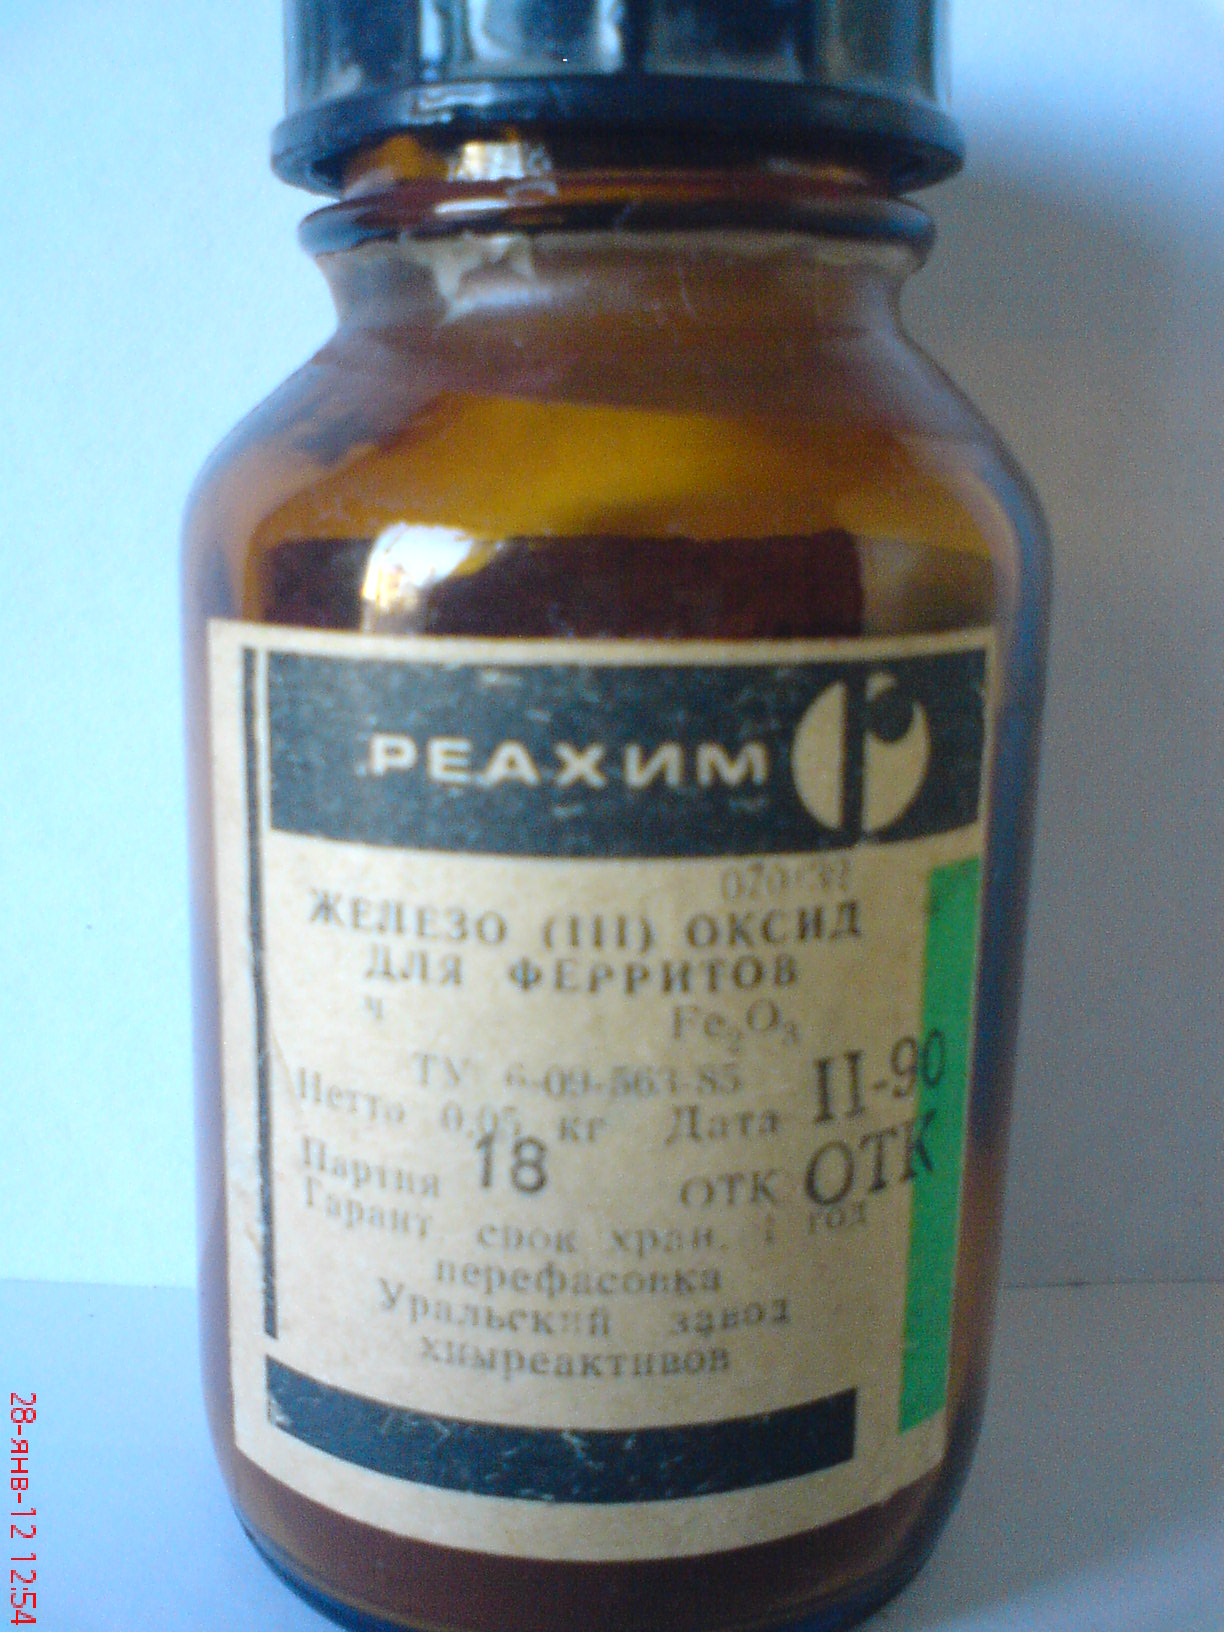 РЕАХИМ
ЖЕЛЕЗО (III) ОКСИД
ДЛЯ ФЕРРИТОВ
ч Fe₂O₃
ТУ 6-09-563-85
Нетто 0,05 кг Дата II-90
Партия 18 ОТК ОТК
Гарант срок хран. 1 год
перефасовка
Уральский завод
химреактивов
28-янв-12 12:54